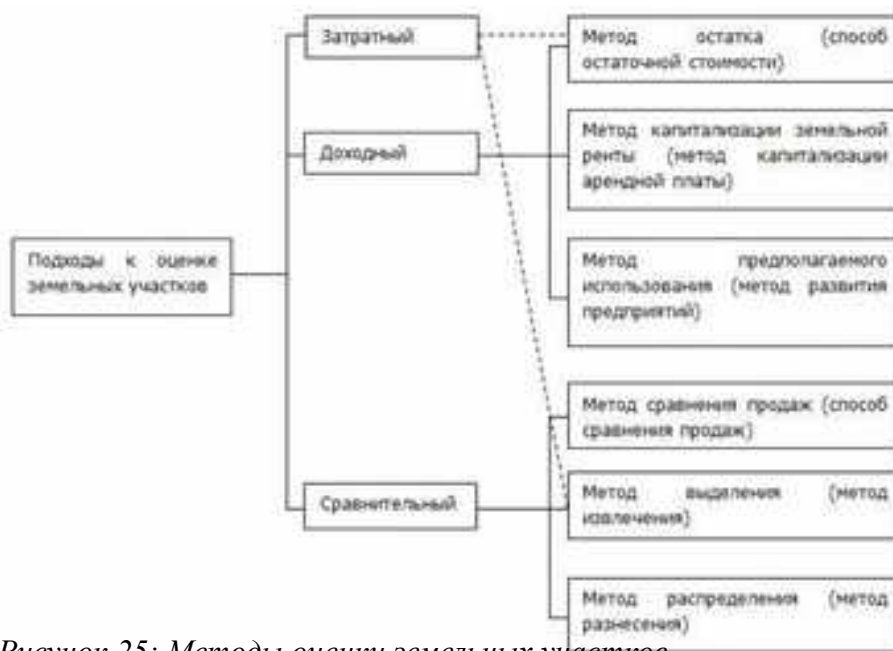 Затратный
Метод остатка (способ
остаточной стоимости)
Доходный
Метод капитализации земельной
ренты (метод капитализации
арендной платы)
Подходы к оценке
земельных участков
Метод предполагаемого
использования (метод развития
предприятий)
Метод сравнения продаж (способ
сравнения продаж)
Сравнительный
Метод выделения (метод
извлечения)
Метод распределения (метод
разнесения)
Рисунок 25: Методы оценки земельных участков